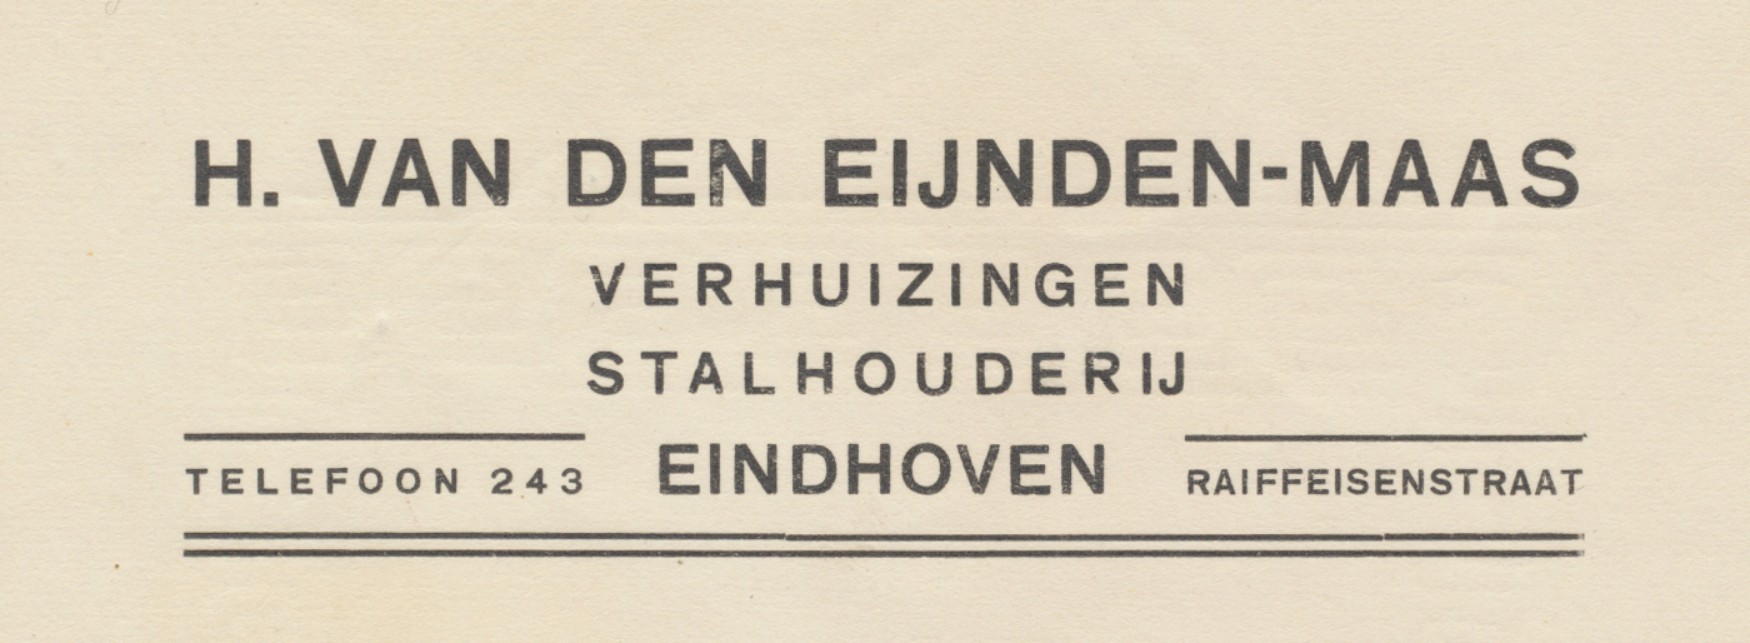 H. VAN DEN EIJNDEN-MAAS
VERHUIZINGEN
STALHOUDERIJ
TELEFOON 243 EINDHOVEN RAIFFEISENSTRAAT